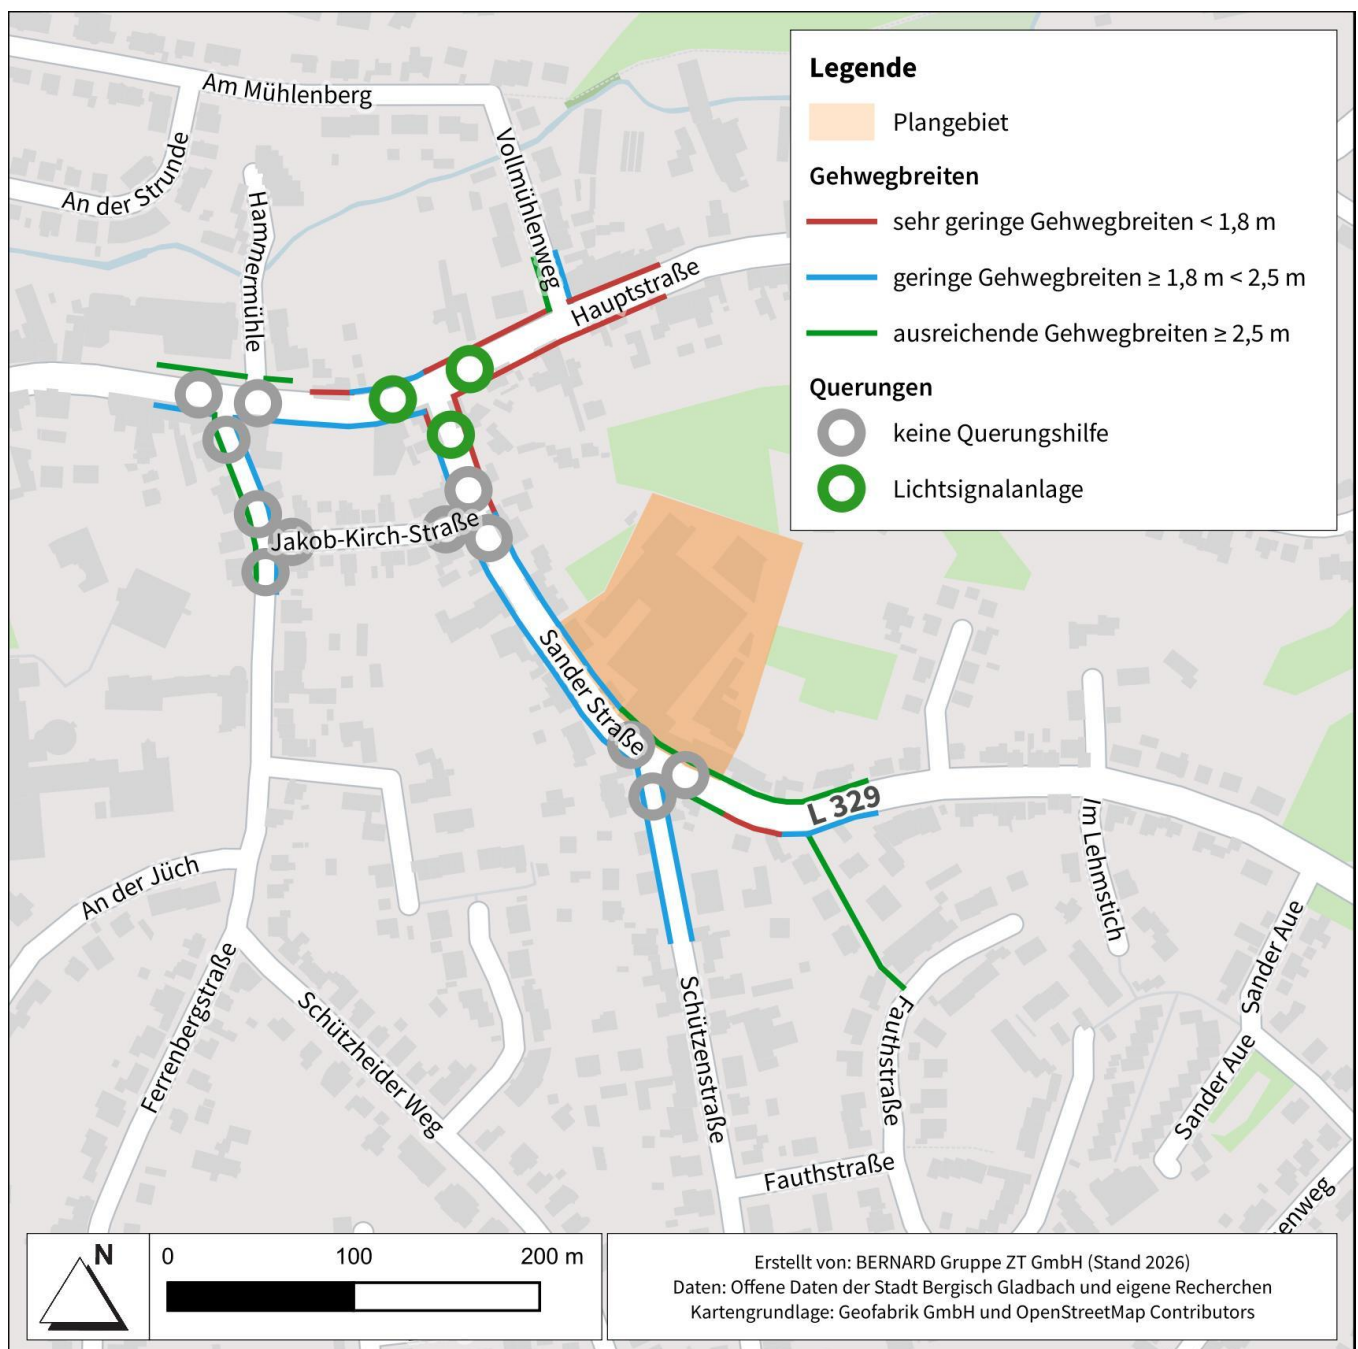 Legende
Plangebiet
Gehwegbreiten
sehr geringe Gehwegbreiten < 1,8 m
geringe Gehwegbreiten ≥ 1,8 m < 2,5 m
ausreichende Gehwegbreiten ≥ 2,5 m
Querungen
keine Querungshilfe
Lichtsignalanlage
Am Mühlenberg
An der Strunde
Hammermühle
Vollmühlenweg
Hauptstraße
Jakob-Kirch-Straße
Sander Straße
L 329
Im Lehmstich
An der Jüch
Sander Aue
Ferrenbergstraße
Schützheider Weg
Schützenstraße
Fauthstraße
Sander Aue
Fauthstraße
enweg
N
0 100 200 m
Erstellt von: BERNARD Gruppe ZT GmbH (Stand 2026)
Daten: Offene Daten der Stadt Bergisch Gladbach und eigene Recherchen
Kartengrundlage: Geofabrik GmbH und OpenStreetMap Contributors